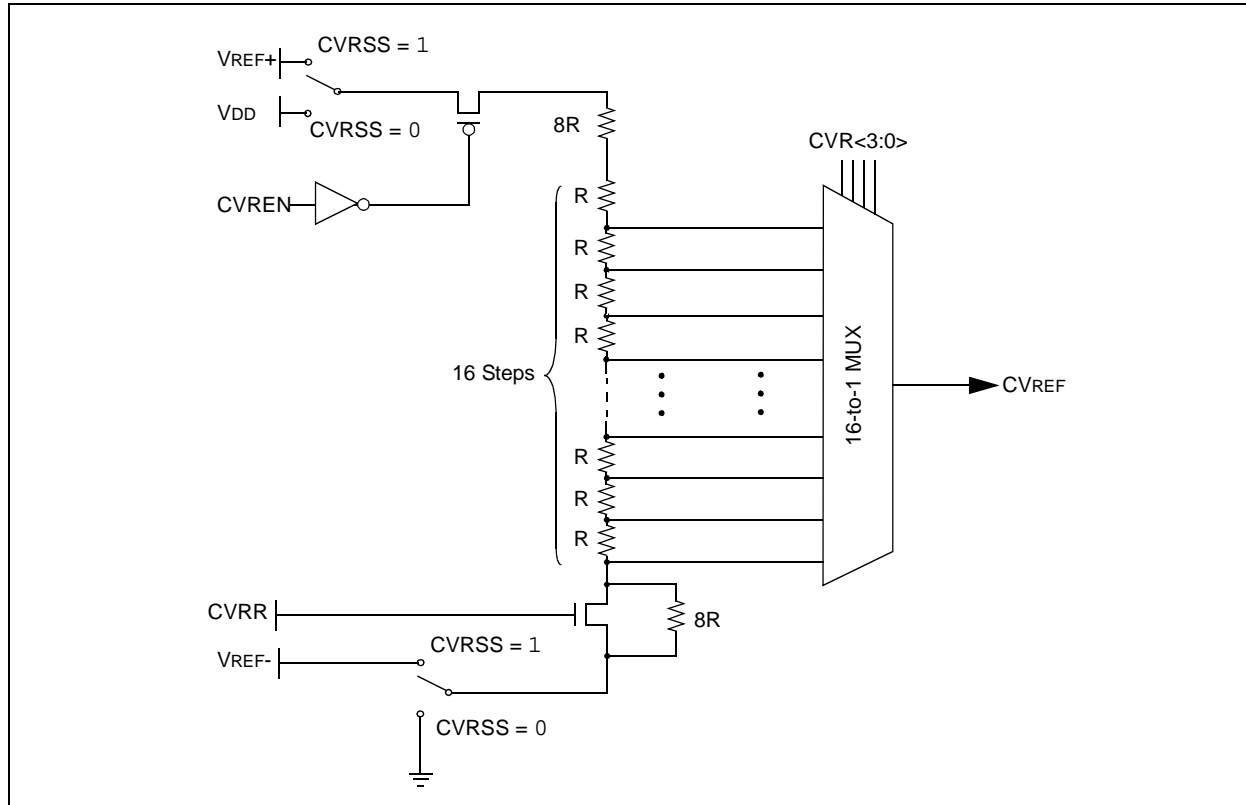 CVRSS = 1
VREF+
VDD
CVRSS = 0
8R
CVR<3:0>
CVREN
R
R
R
R
16 Steps
16-to-1 MUX
CVREF
R
R
R
CVRR
8R
CVRSS = 1
VREF-
CVRSS = 0